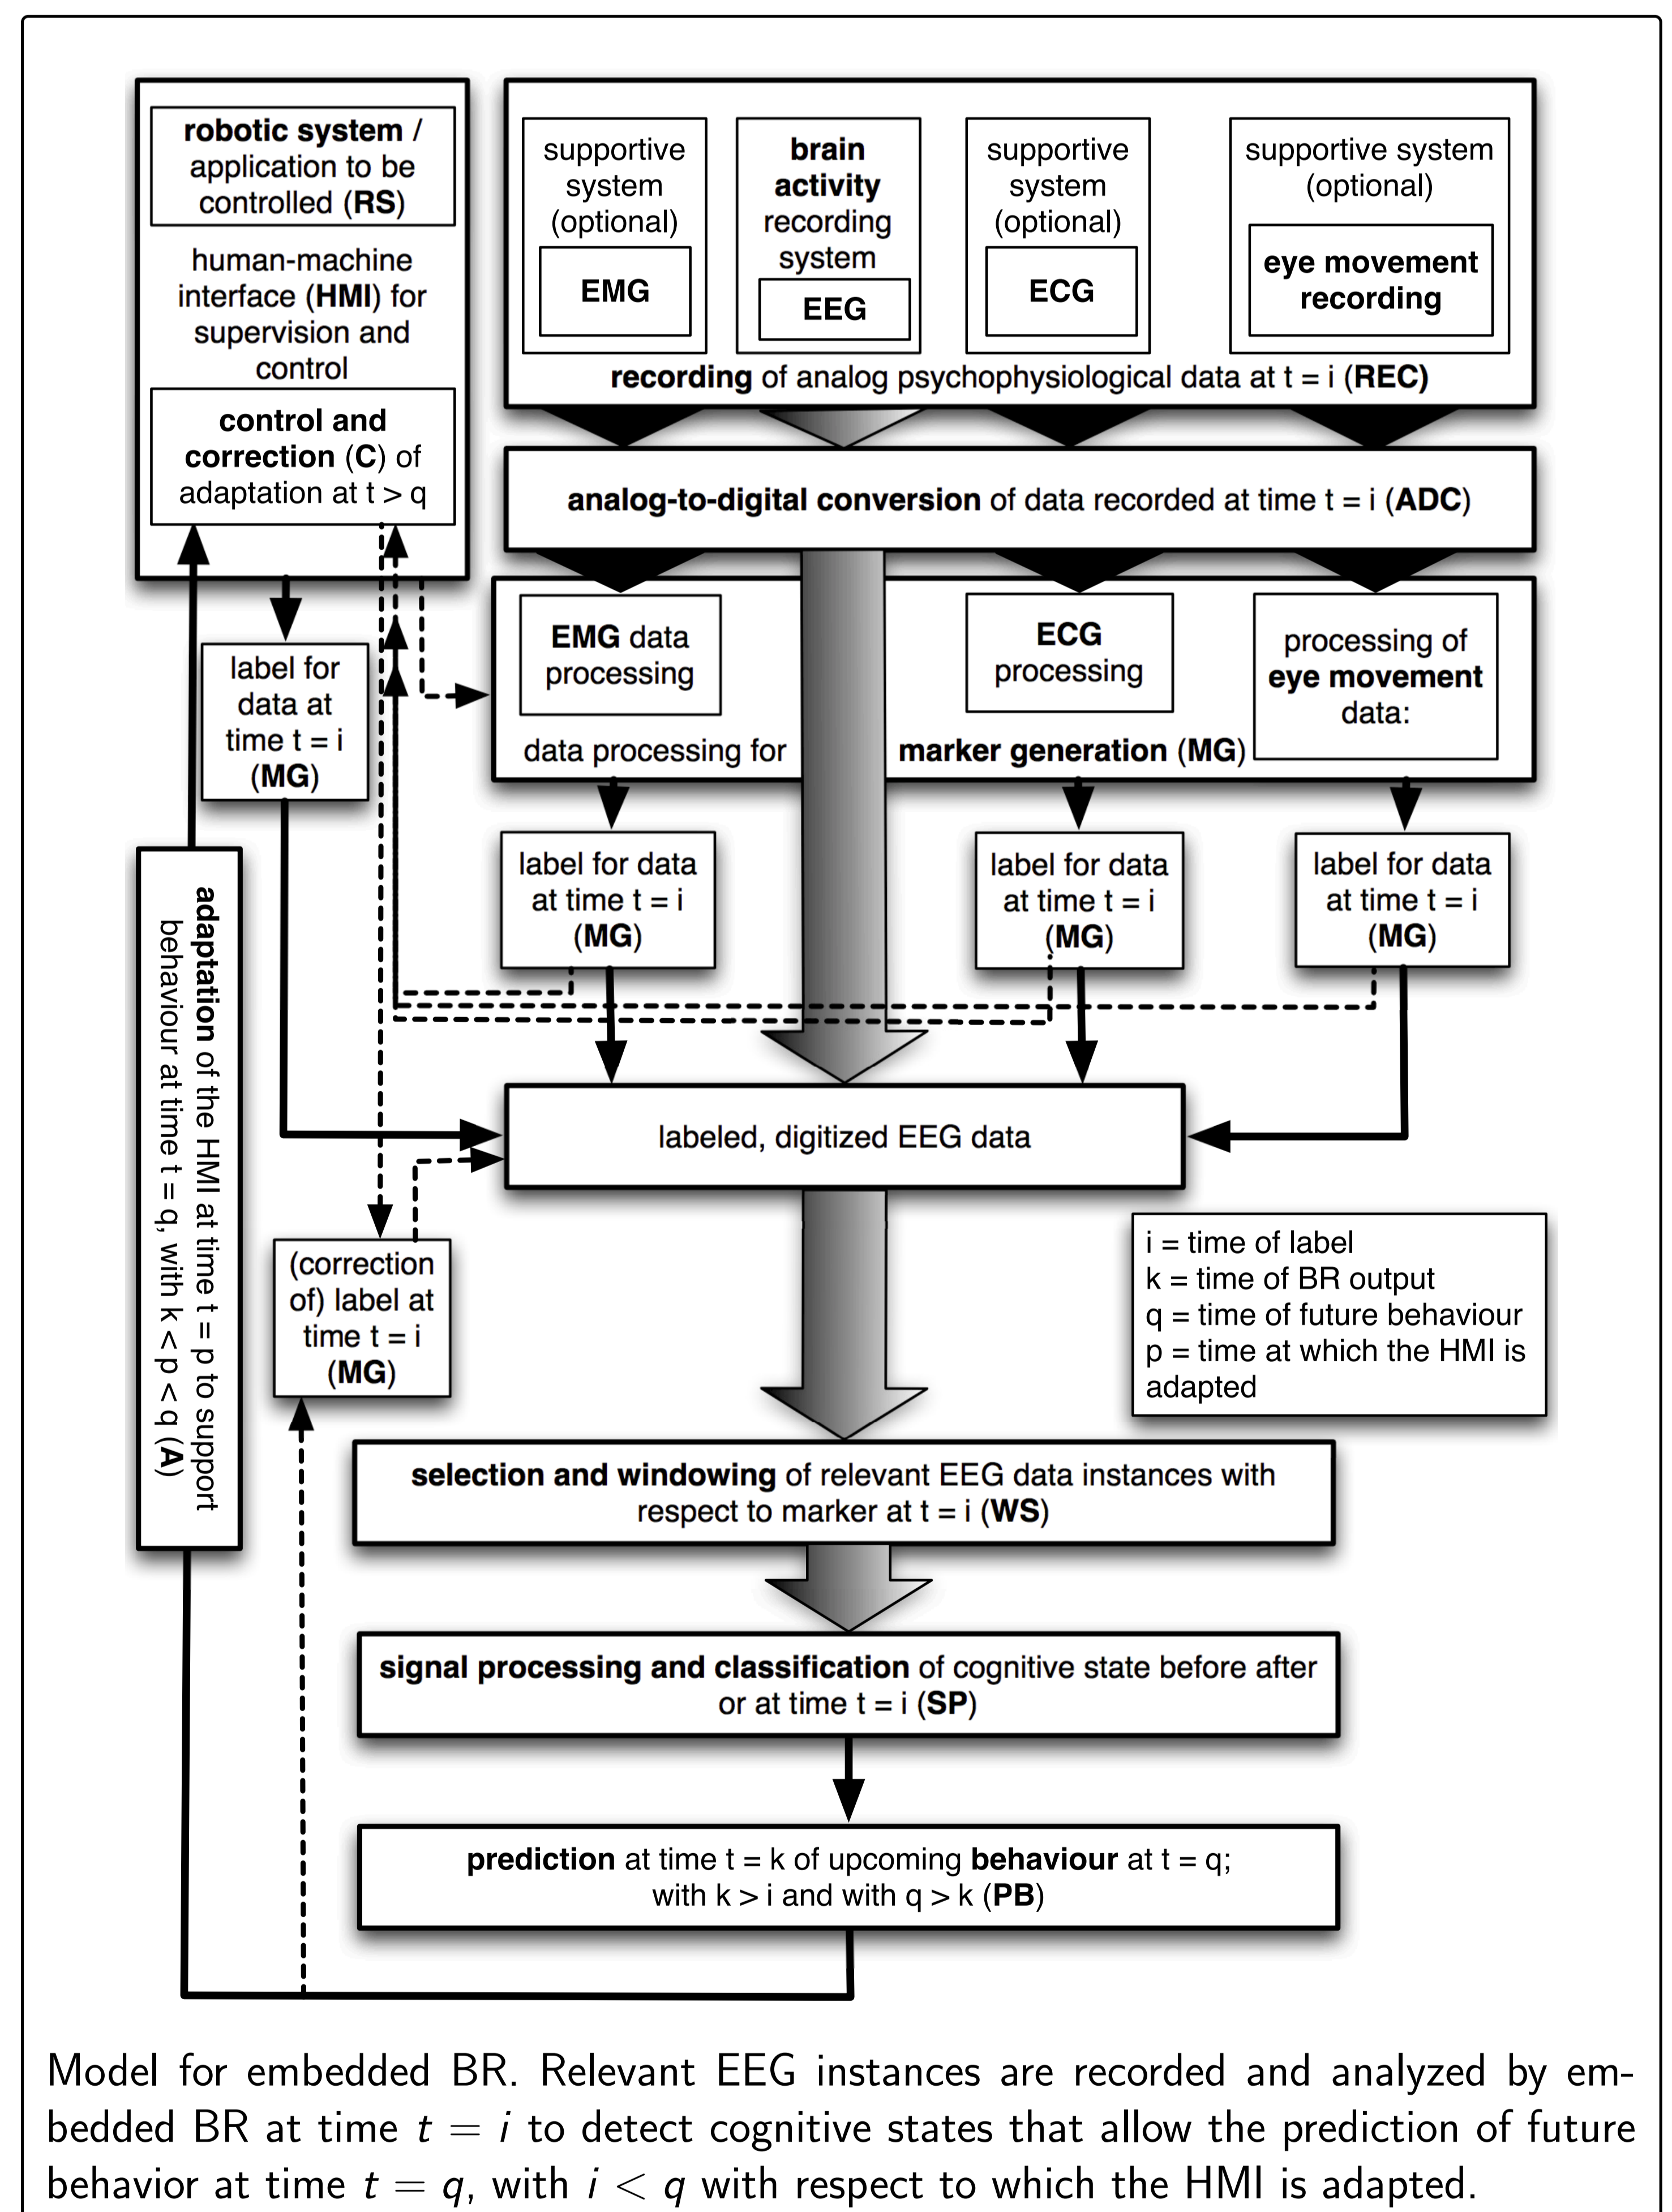 robotic system /
application to be
controlled (RS)
human-machine
interface (HMI) for
supervision and
control
control and
correction (C) of
adaptation at t > q
supportive
system
(optional)
EMG
brain
activity
recording
system
EEG
supportive
system
(optional)
ECG
supportive system
(optional)
eye movement
recording
recording of analog psychophysiological data at t = i (REC)
analog-to-digital conversion of data recorded at time t = i (ADC)
EMG data
processing
ECG
processing
processing of
eye movement
data:
data processing for marker generation (MG)
label for
data at
time t = i
(MG)
label for data
at time t = i
(MG)
label for data
at time t = i
(MG)
label for data
at time t = i
(MG)
adaptation of the HMI at time t = p to support
behaviour at time t = q, with k < p < q (A)
labeled, digitized EEG data
(correction
of) label at
time t = i
(MG)
i = time of label
k = time of BR output
q = time of future behaviour
p = time at which the HMI is
adapted
selection and windowing of relevant EEG data instances with
respect to marker at t = i (WS)
signal processing and classification of cognitive state before after
or at time t = i (SP)
prediction at time t = k of upcoming behaviour at t = q;
with k > i and with q > k (PB)
Model for embedded BR. Relevant EEG instances are recorded and analyzed by em-
bedded BR at time t = i to detect cognitive states that allow the prediction of future
behavior at time t = q, with i < q with respect to which the HMI is adapted.